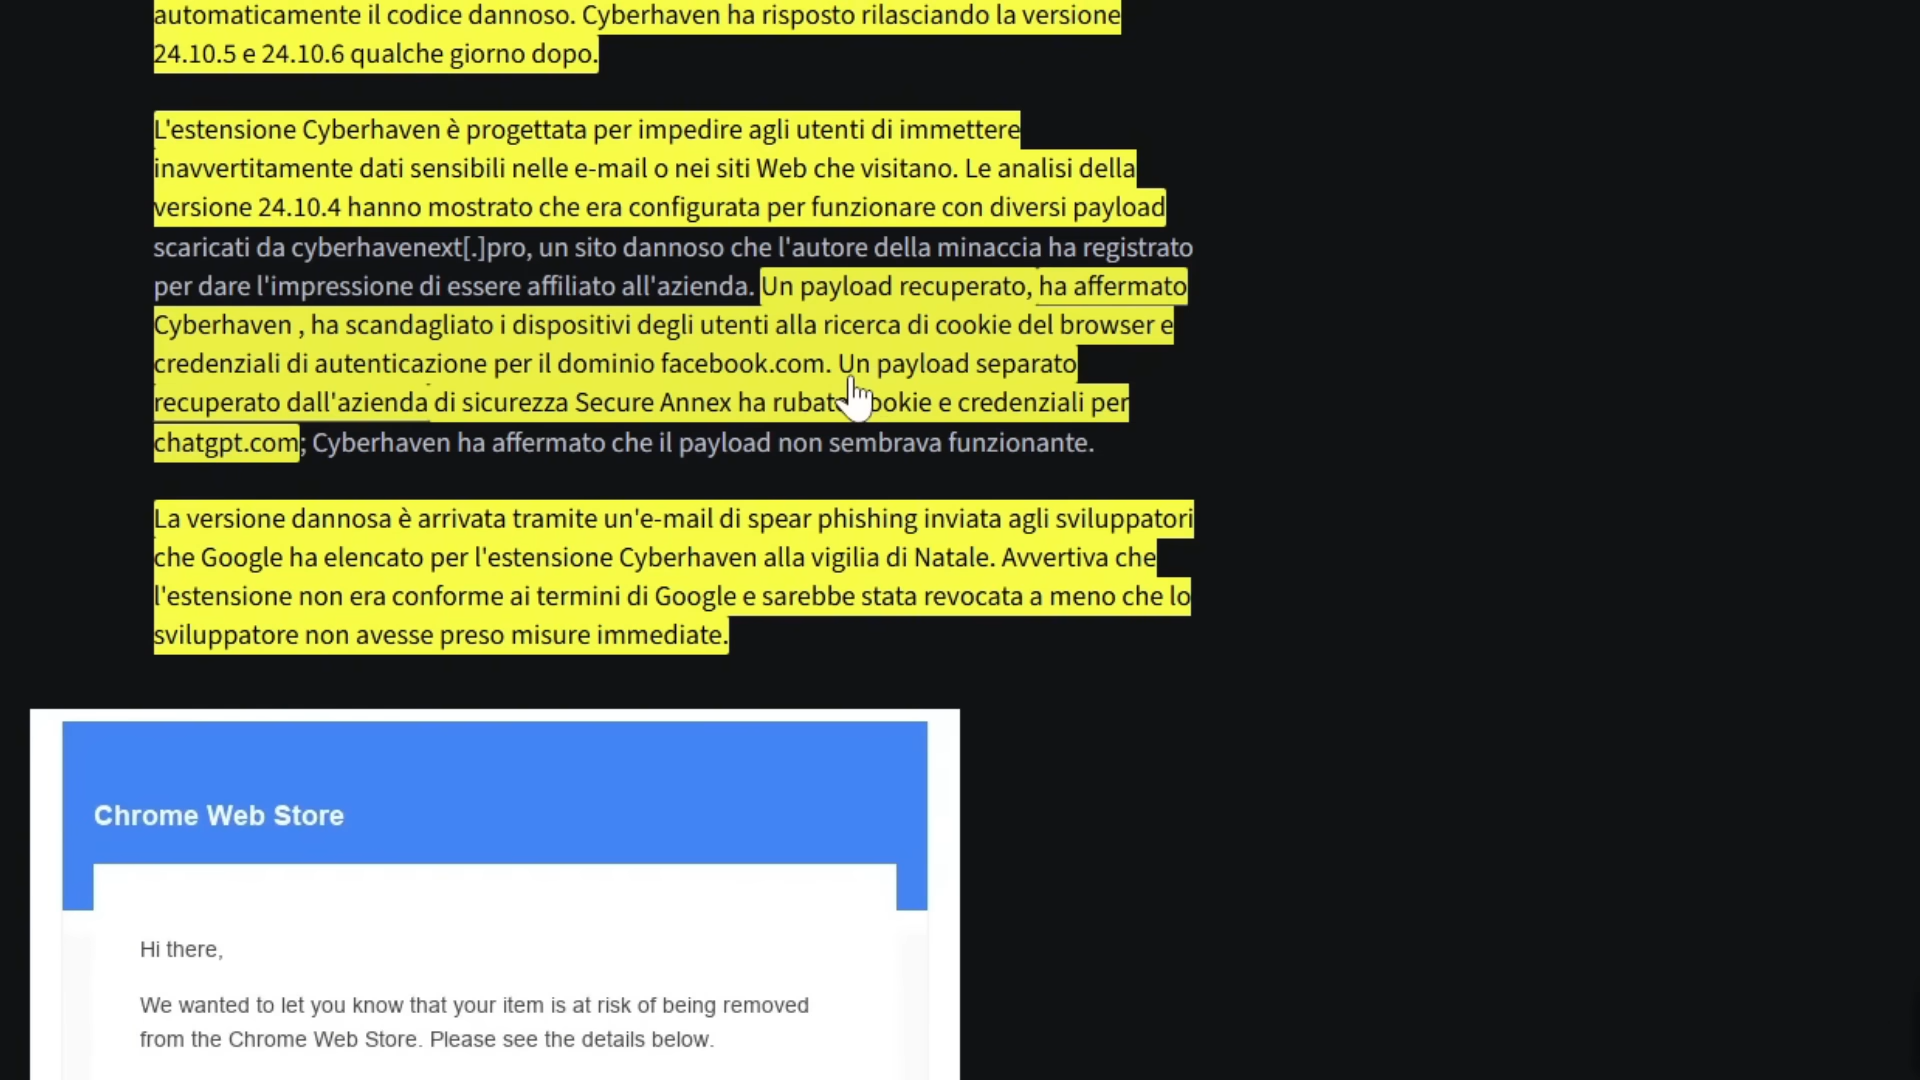 automaticamente il codice dannoso. Cyberhaven ha risposto rilasciando la versione
24.10.5 e 24.10.6 qualche giorno dopo.
L'estensione Cyberhaven è progettata per impedire agli utenti di immettere
inavvertitamente dati sensibili nelle e-mail o nei siti Web che visitano. Le analisi della
versione 24.10.4 hanno mostrato che era configurata per funzionare con diversi payload
scaricati da cyberhavenext[.]pro, un sito dannoso che l'autore della minaccia ha registrato
per dare l'impressione di essere affiliato all'azienda. Un payload recuperato, ha affermato
Cyberhaven , ha scandagliato i dispositivi degli utenti alla ricerca di cookie del browser e
credenziali di autenticazione per il dominio facebook.com. Un payload separato
recuperato dall'azienda di sicurezza Secure Annex ha rubato cookie e credenziali per
chatgpt.com; Cyberhaven ha affermato che il payload non sembrava funzionante.
La versione dannosa è arrivata tramite un'e-mail di spear phishing inviata agli sviluppatori
che Google ha elencato per l'estensione Cyberhaven alla vigilia di Natale. Avvertiva che
l'estensione non era conforme ai termini di Google e sarebbe stata revocata a meno che lo
sviluppatore non avesse preso misure immediate.
Chrome Web Store
Hi there,
We wanted to let you know that your item is at risk of being removed
from the Chrome Web Store. Please see the details below.